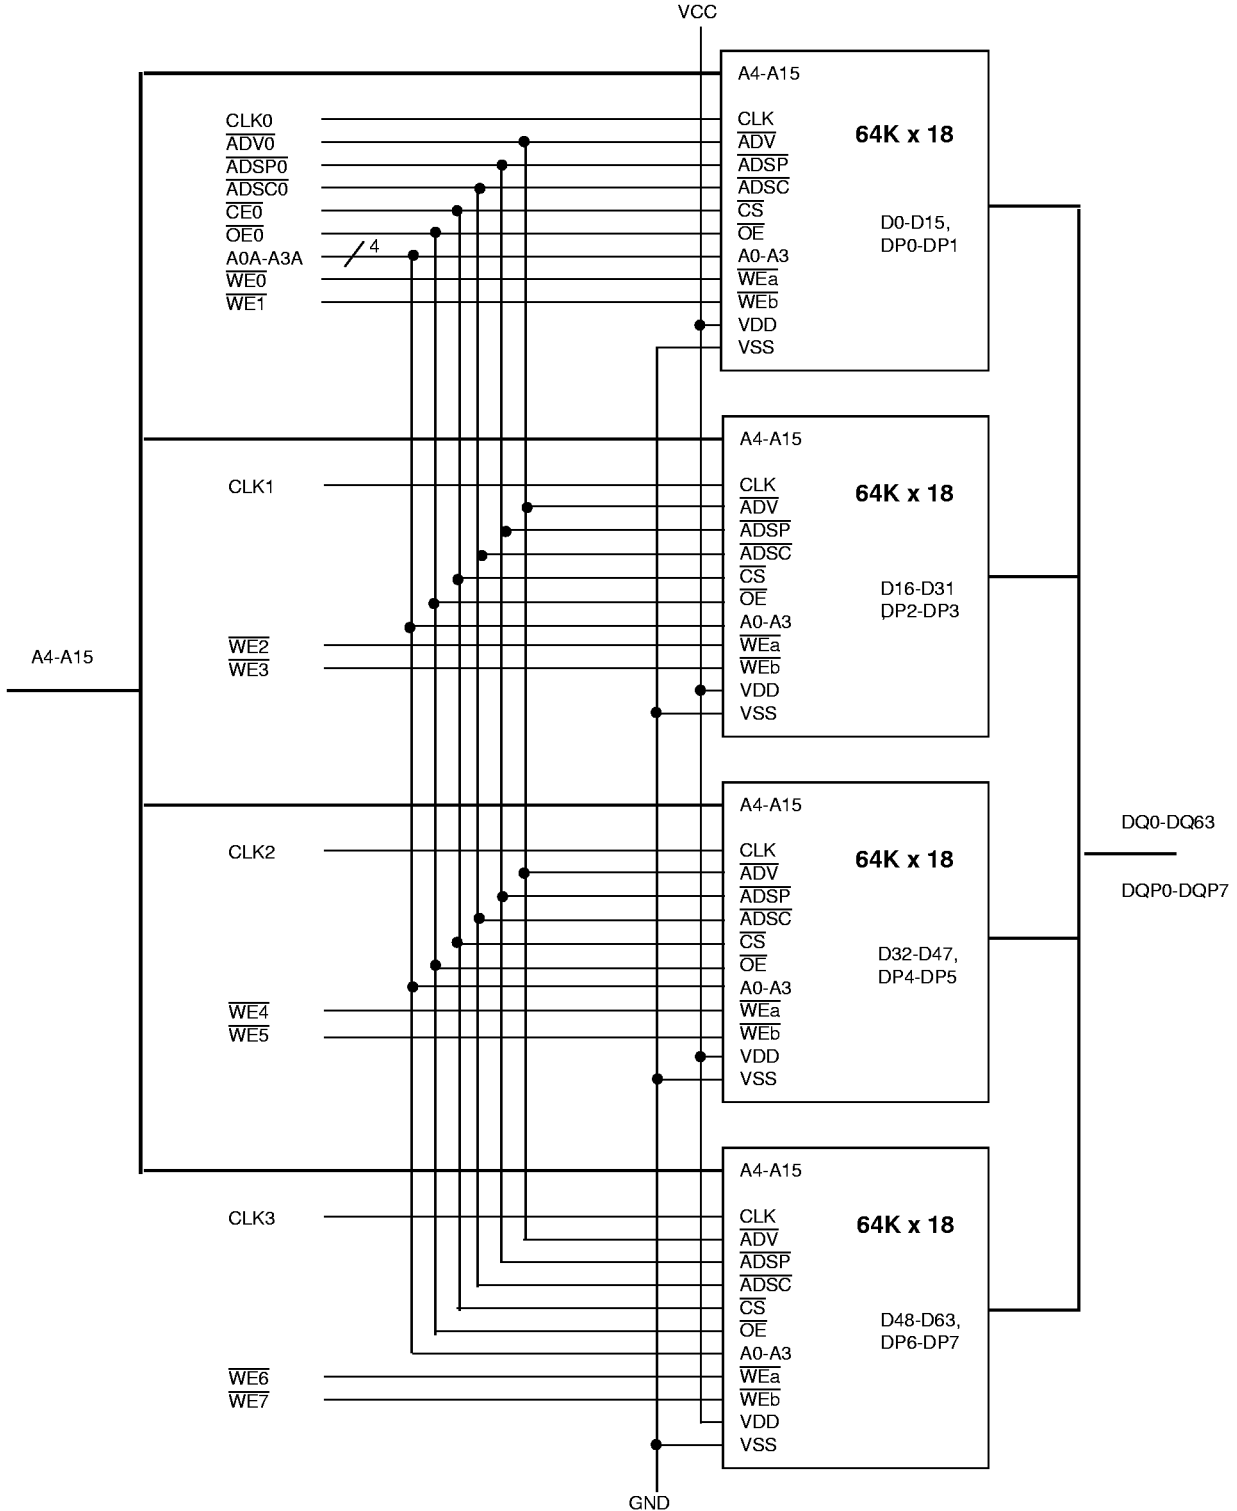 VCC
A4-A15
CLK0 CLK
64K x 18
ADV0 ADV
ADSP0 ADSP
ADSC0 ADSC
CE0 CS
D0-D15,
OE0 OE
DP0-DP1
A0A-A3A 4 A0-A3
WE0 WEa
WE1 WEb
VDD
VSS
A4-A15
CLK1 CLK
64K x 18
ADV
ADSP
ADSC
CS
D16-D31
OE
DP2-DP3
A0-A3
WE2 WEa
A4-A15
WE3 WEb
VDD
VSS
A4-A15
DQ0-DQ63
CLK2 CLK
64K x 18
ADV
DQP0-DQP7
ADSP
ADSC
CS
D32-D47,
OE
DP4-DP5
A0-A3
WE4 WEa
WE5 WEb
VDD
VSS
A4-A15
CLK3 CLK
64K x 18
ADV
ADSP
ADSC
CS
D48-D63,
OE
DP6-DP7
A0-A3
WE6 WEa
WE7 WEb
VDD
VSS
GND